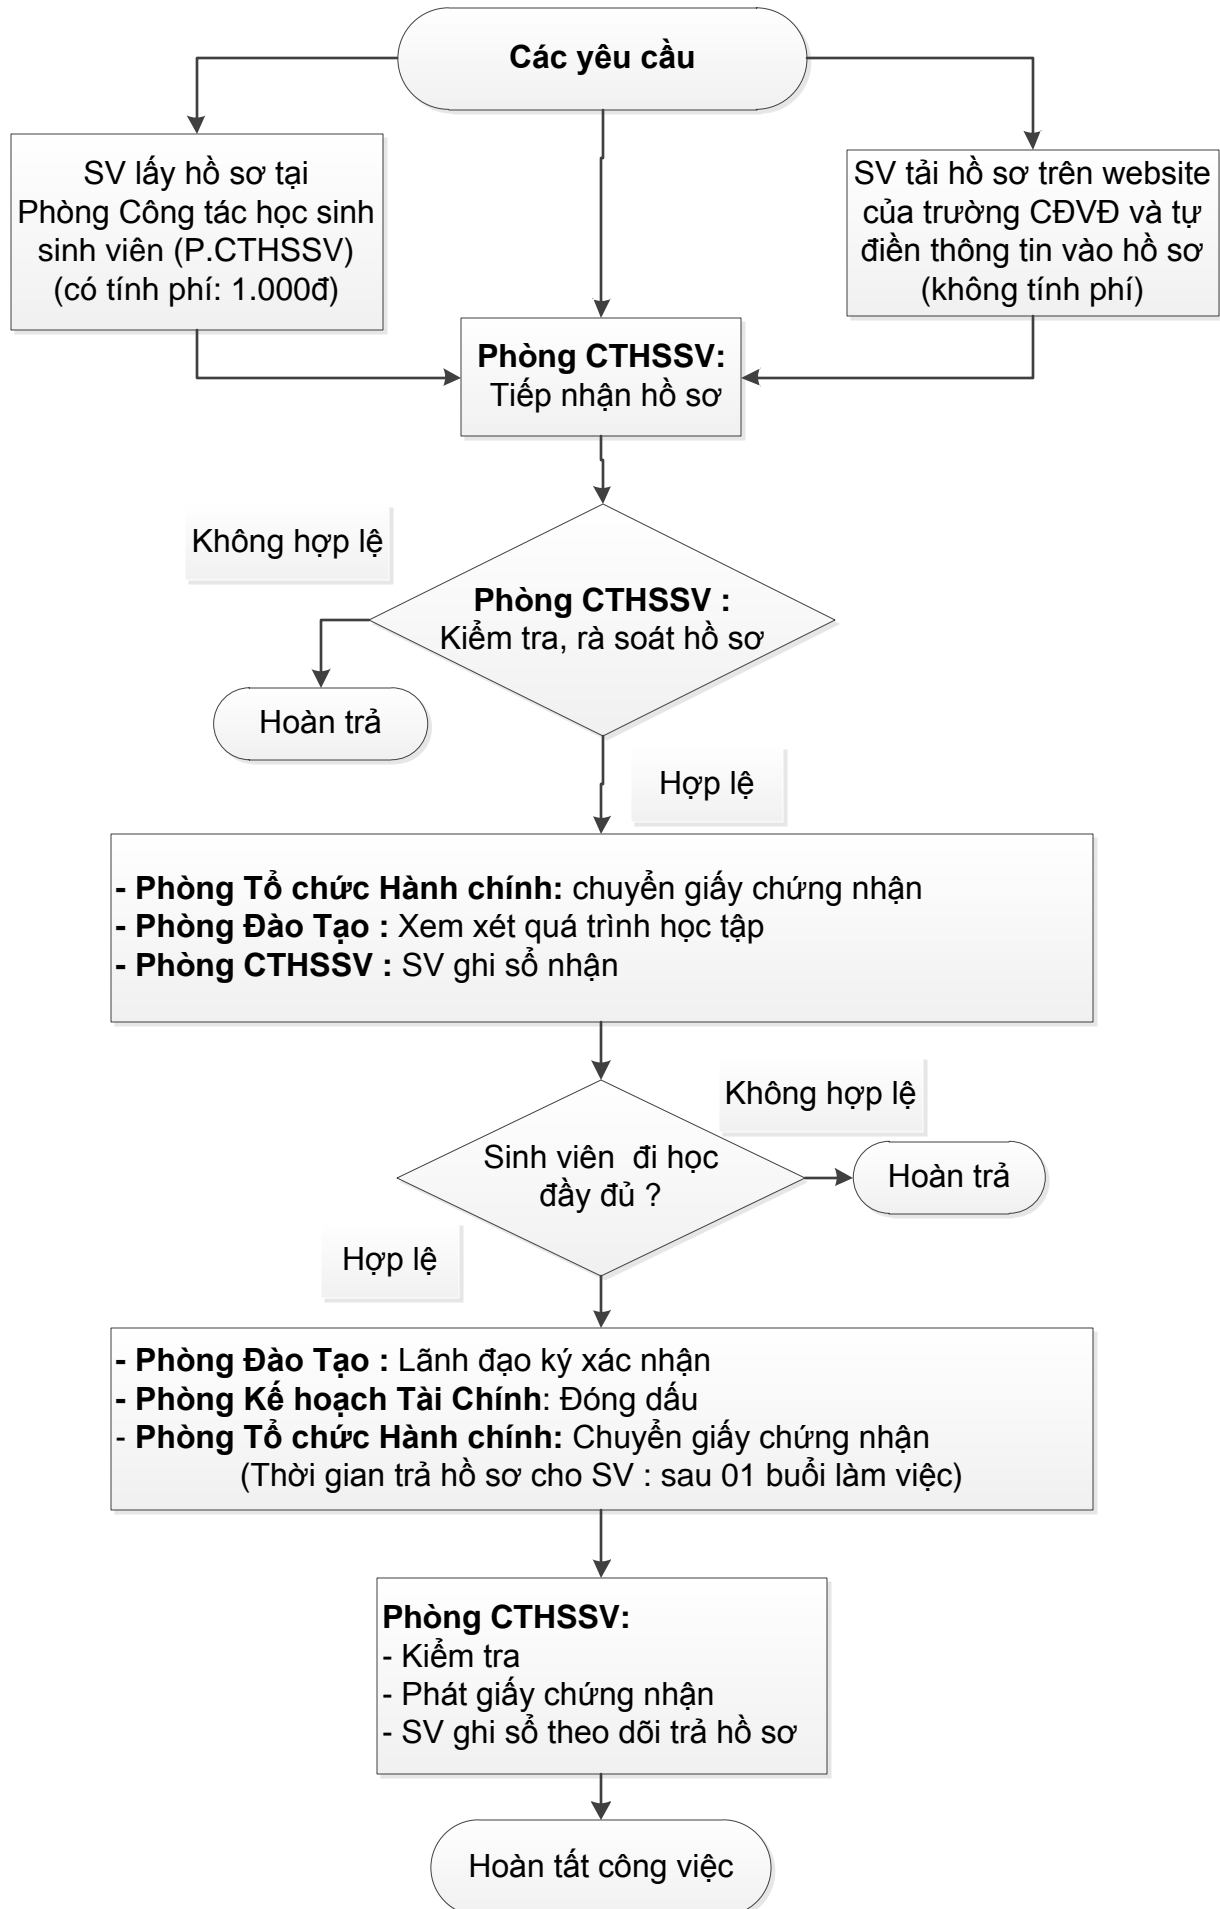 Các yêu cầu
SV lấy hồ sơ tại
Phòng Công tác học sinh
sinh viên (P.CTHSSV)
(có tính phí: 1.000đ)
SV tải hồ sơ trên website
của trường CĐVĐ và tự
điền thông tin vào hồ sơ
(không tính phí)
Phòng CTHSSV:
Tiếp nhận hồ sơ
Không hợp lệ
Phòng CTHSSV :
Kiểm tra, rà soát hồ sơ
Hoàn trả
Hợp lệ
- Phòng Tổ chức Hành chính: chuyển giấy chứng nhận
- Phòng Đào Tạo : Xem xét quá trình học tập
- Phòng CTHSSV : SV ghi sổ nhận
Không hợp lệ
Sinh viên đi học
đầy đủ ?
Hoàn trả
Hợp lệ
- Phòng Đào Tạo : Lãnh đạo ký xác nhận
- Phòng Kế hoạch Tài Chính: Đóng dấu
- Phòng Tổ chức Hành chính: Chuyển giấy chứng nhận
(Thời gian trả hồ sơ cho SV : sau 01 buổi làm việc)
Phòng CTHSSV:
- Kiểm tra
- Phát giấy chứng nhận
- SV ghi sổ theo dõi trả hồ sơ
Hoàn tất công việc